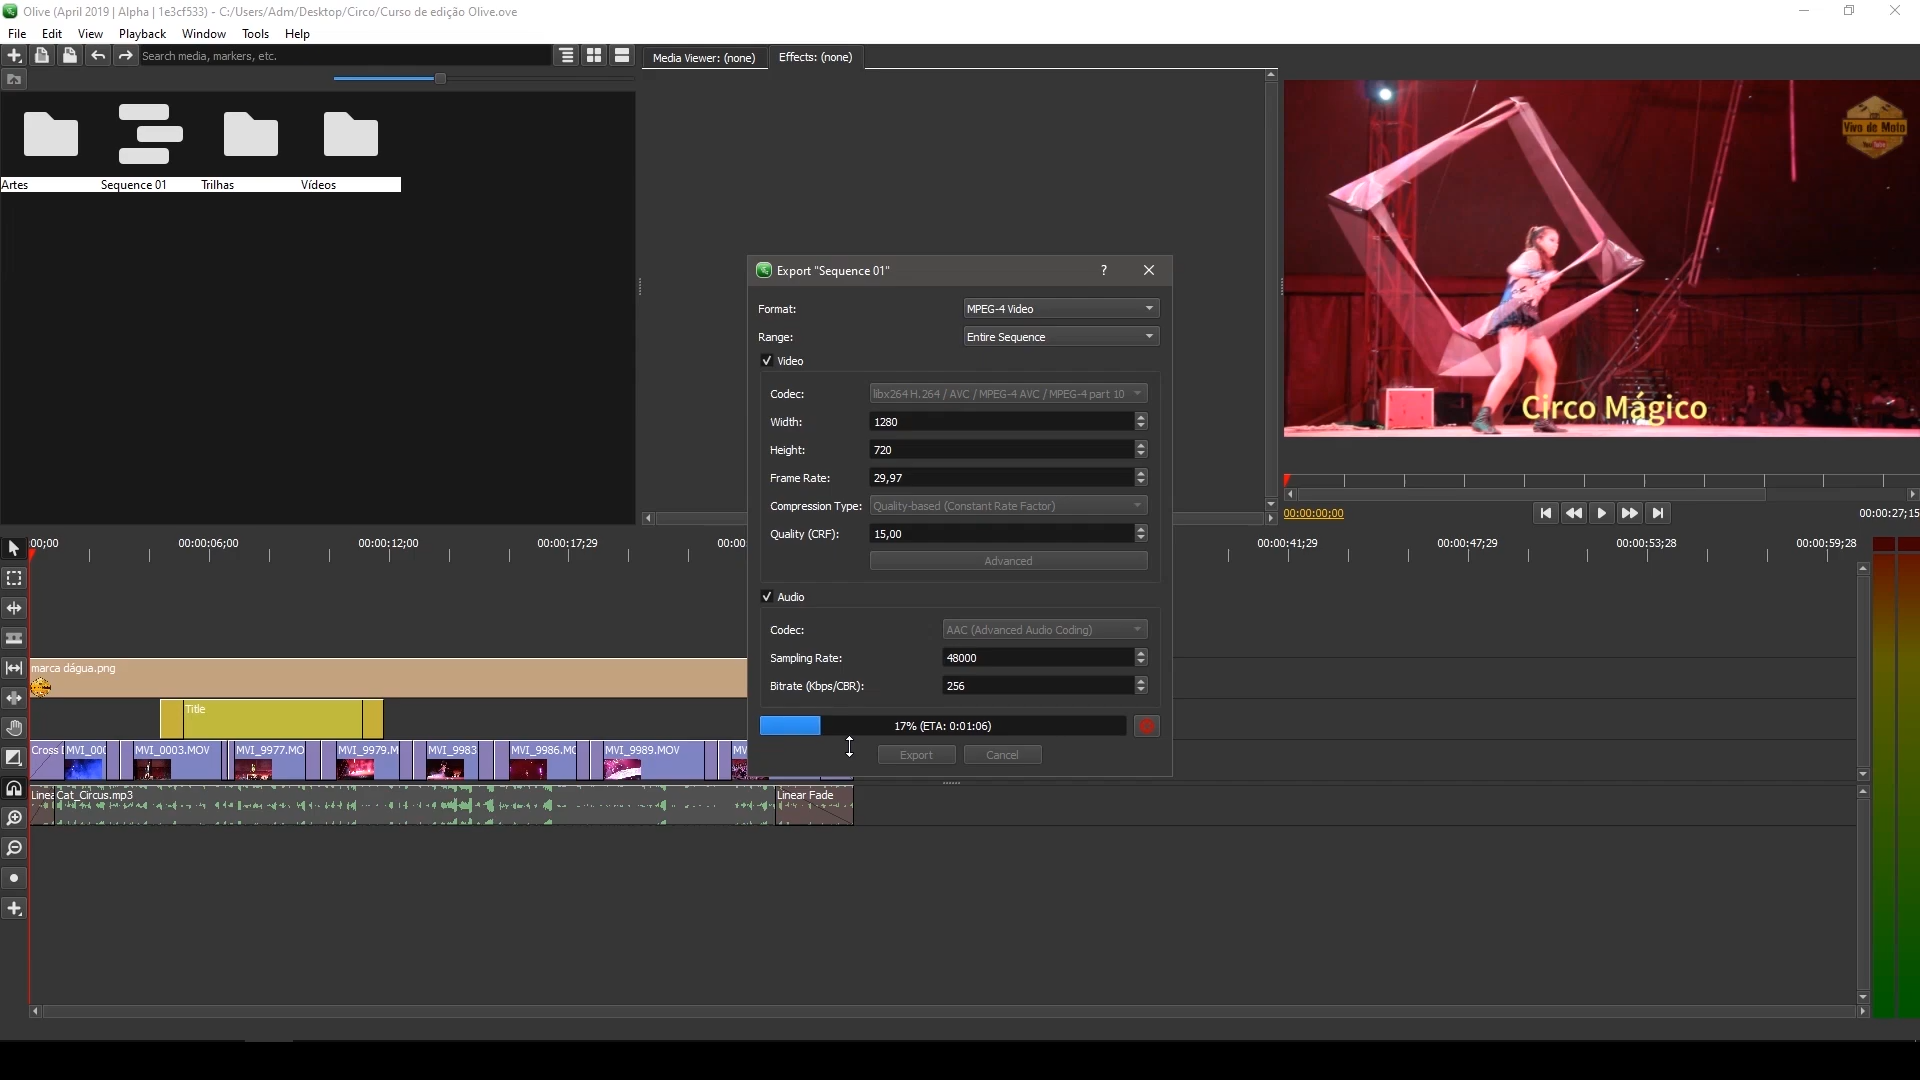 Olive (April 2019 | Alpha | 1e3cf533) - C:/Users/Adm/Desktop/Circo/Curso de edição Olive.ove
File Edit View Playback Window Tools Help
Search media, markers, etc.
Media Viewer: (none) Effects: (none)
Artes Sequence 01 Trilhas Vídeos
Vivo de Moto
Circo Mágico
00:00:00;00
00:00:27;15
Export "Sequence 01"
?
Format: MPEG-4 Video
Range: Entire Sequence
Video
Codec: libx264 H.264 / AVC / MPEG-4 AVC / MPEG-4 part 10
Width: 1280
Height: 720
Frame Rate: 29,97
Compression Type: Quality-based (Constant Rate Factor)
Quality (CRF): 15,00
Advanced
Audio
Codec: AAC (Advanced Audio Coding)
Sampling Rate: 48000
Bitrate (Kbps/CBR): 256
17% (ETA: 0:01:06)
Export Cancel
00;00 00:00:06;00 00:00:12;00 00:00:17;29 00:00 00:00:41;29 00:00:47;29 00:00:53;28 00:00:59;28
marca dágua.png
Title
Cross MVI_000 MVI_0003.MOV MVI_9977.MO MVI_9979.M MVI_9983 MVI_9986.MO MVI_9989.MOV MV
Linea Cat_Circus.mp3 Linear Fade